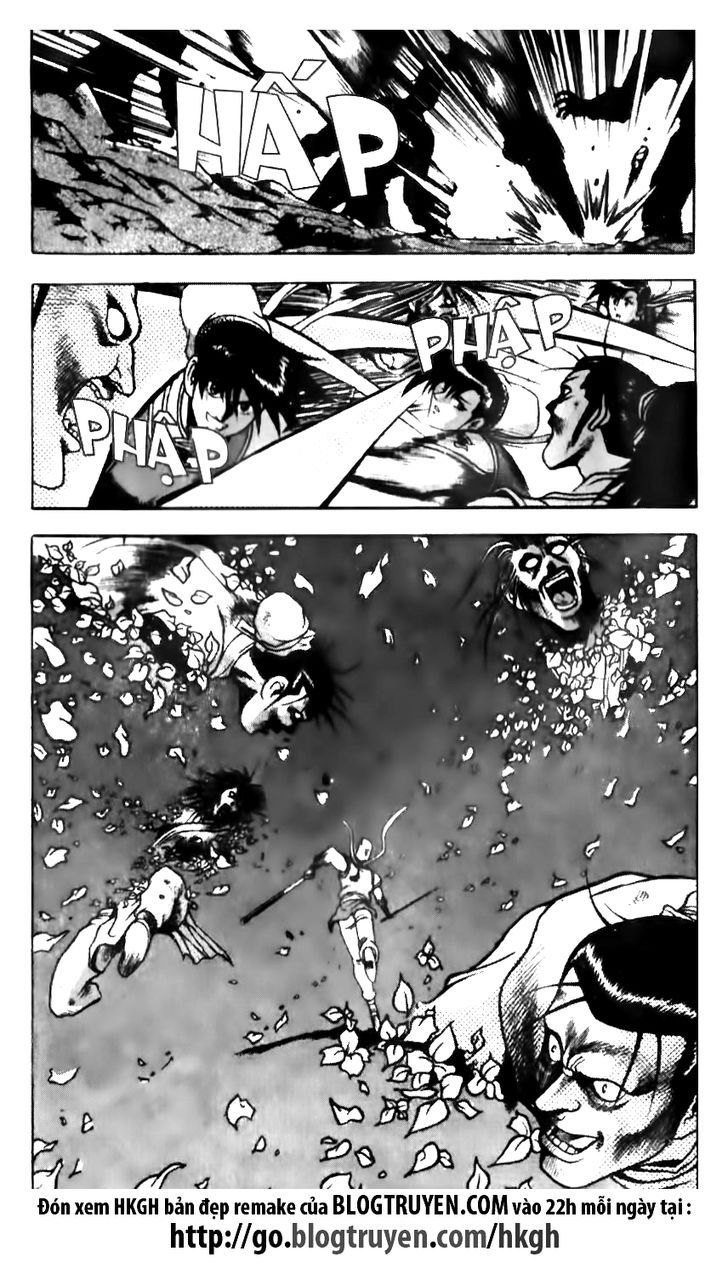 HẤP
PHẬP
PHẬP
Đón xem HKGH bản đẹp remake của BLOGTRUYEN.COM vào 22h mỗi ngày tại :
http://go.blogtruyen.com/hkgh